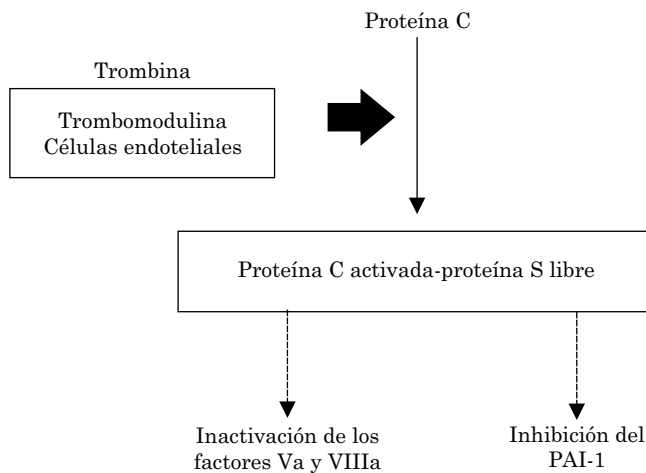 Proteína C
Trombina
Trombomodulina
Células endoteliales
Proteína C activada-proteína S libre
Inactivación de los
factores Va y VIIIa
Inhibición del
PAI-1